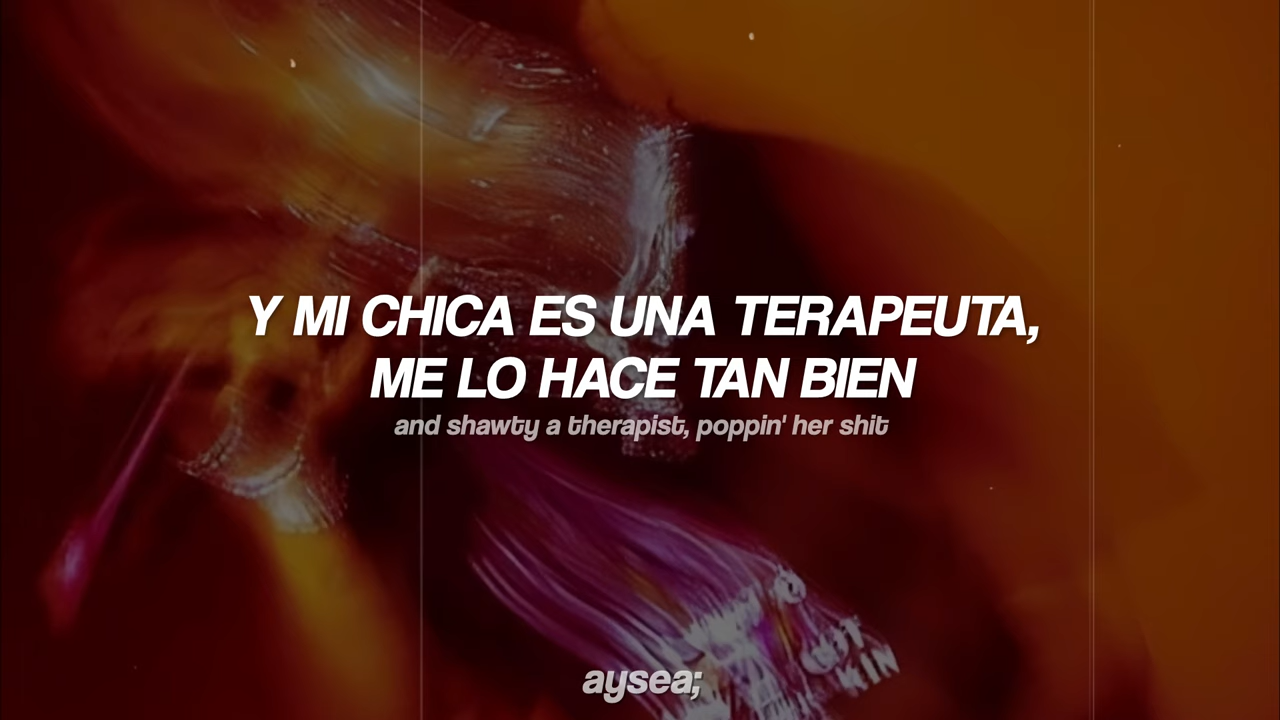 Y MI CHICA ES UNA TERAPEUTA,
ME LO HACE TAN BIEN
and shawty a therapist, poppin' her shit
aysea;